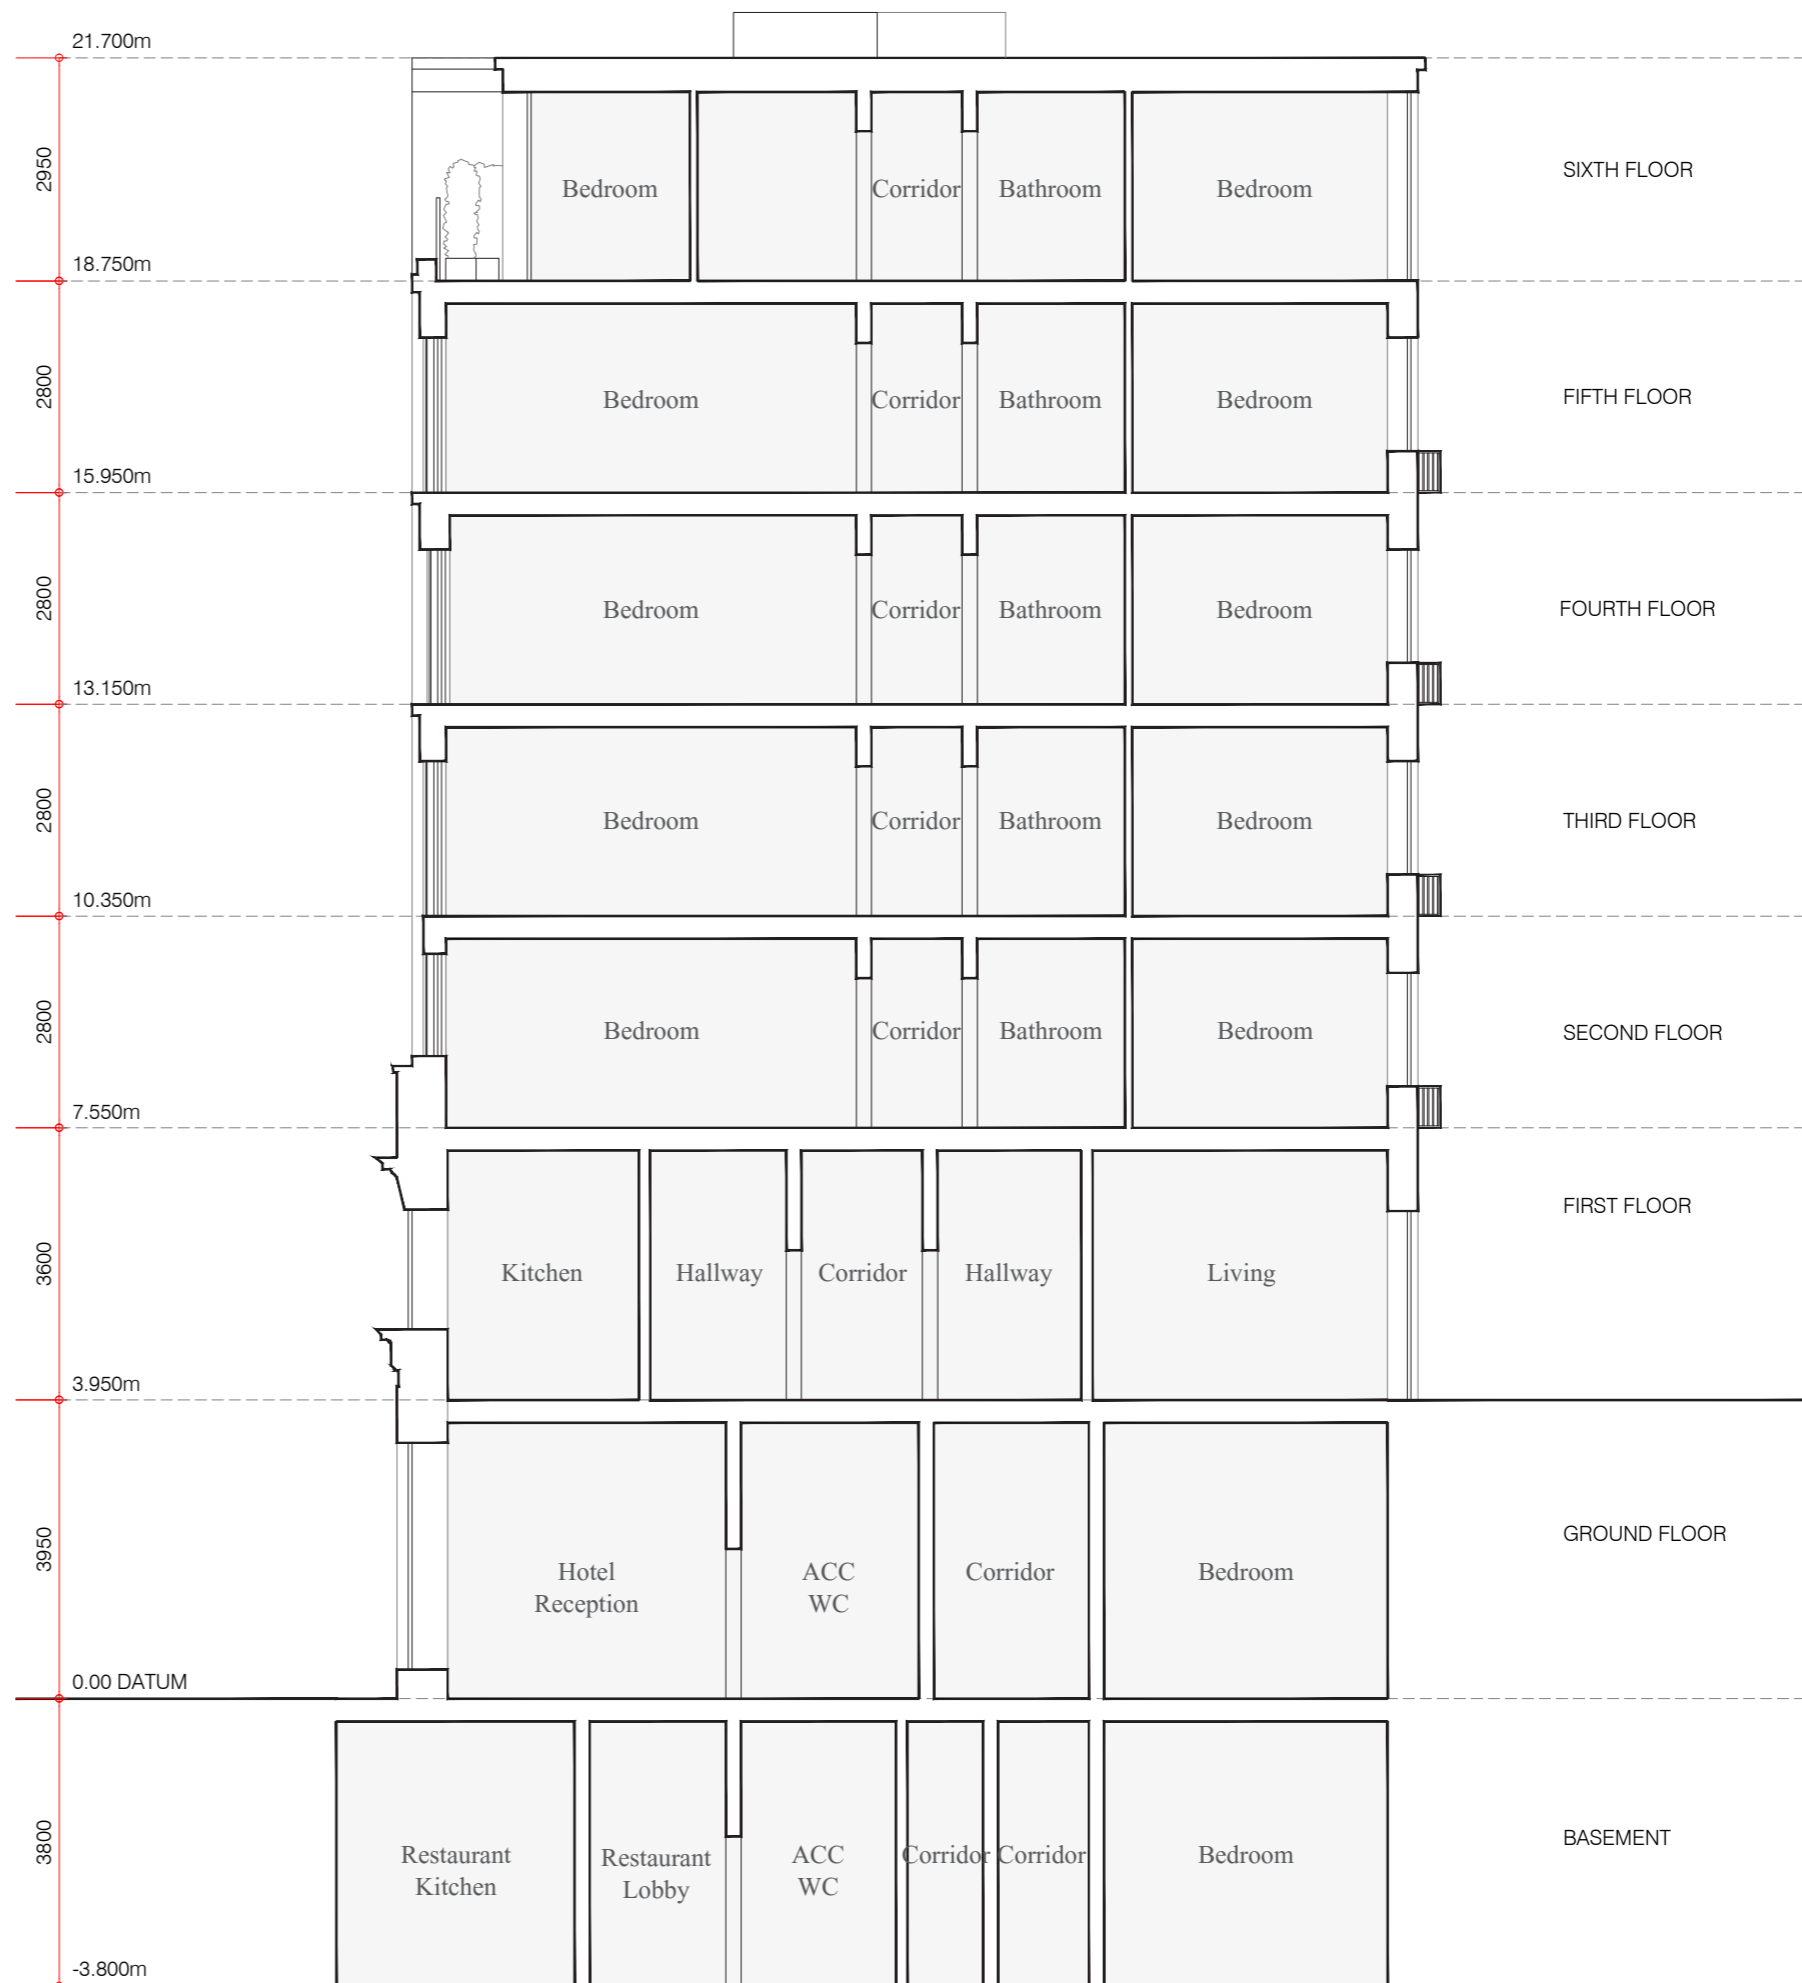 21.700m
2950
Bedroom
Corridor
Bathroom
Bedroom
SIXTH FLOOR
18.750m
2800
Bedroom
Corridor
Bathroom
Bedroom
FIFTH FLOOR
15.950m
2800
Bedroom
Corridor
Bathroom
Bedroom
FOURTH FLOOR
13.150m
2800
Bedroom
Corridor
Bathroom
Bedroom
THIRD FLOOR
10.350m
2800
Bedroom
Corridor
Bathroom
Bedroom
SECOND FLOOR
7.550m
3600
Kitchen
Hallway
Corridor
Hallway
Living
FIRST FLOOR
3.950m
3950
Hotel
Reception
ACC
WC
Corridor
Bedroom
GROUND FLOOR
0.00 DATUM
3800
Restaurant
Kitchen
Restaurant
Lobby
ACC
WC
Corridor
Corridor
Bedroom
BASEMENT
-3.800m